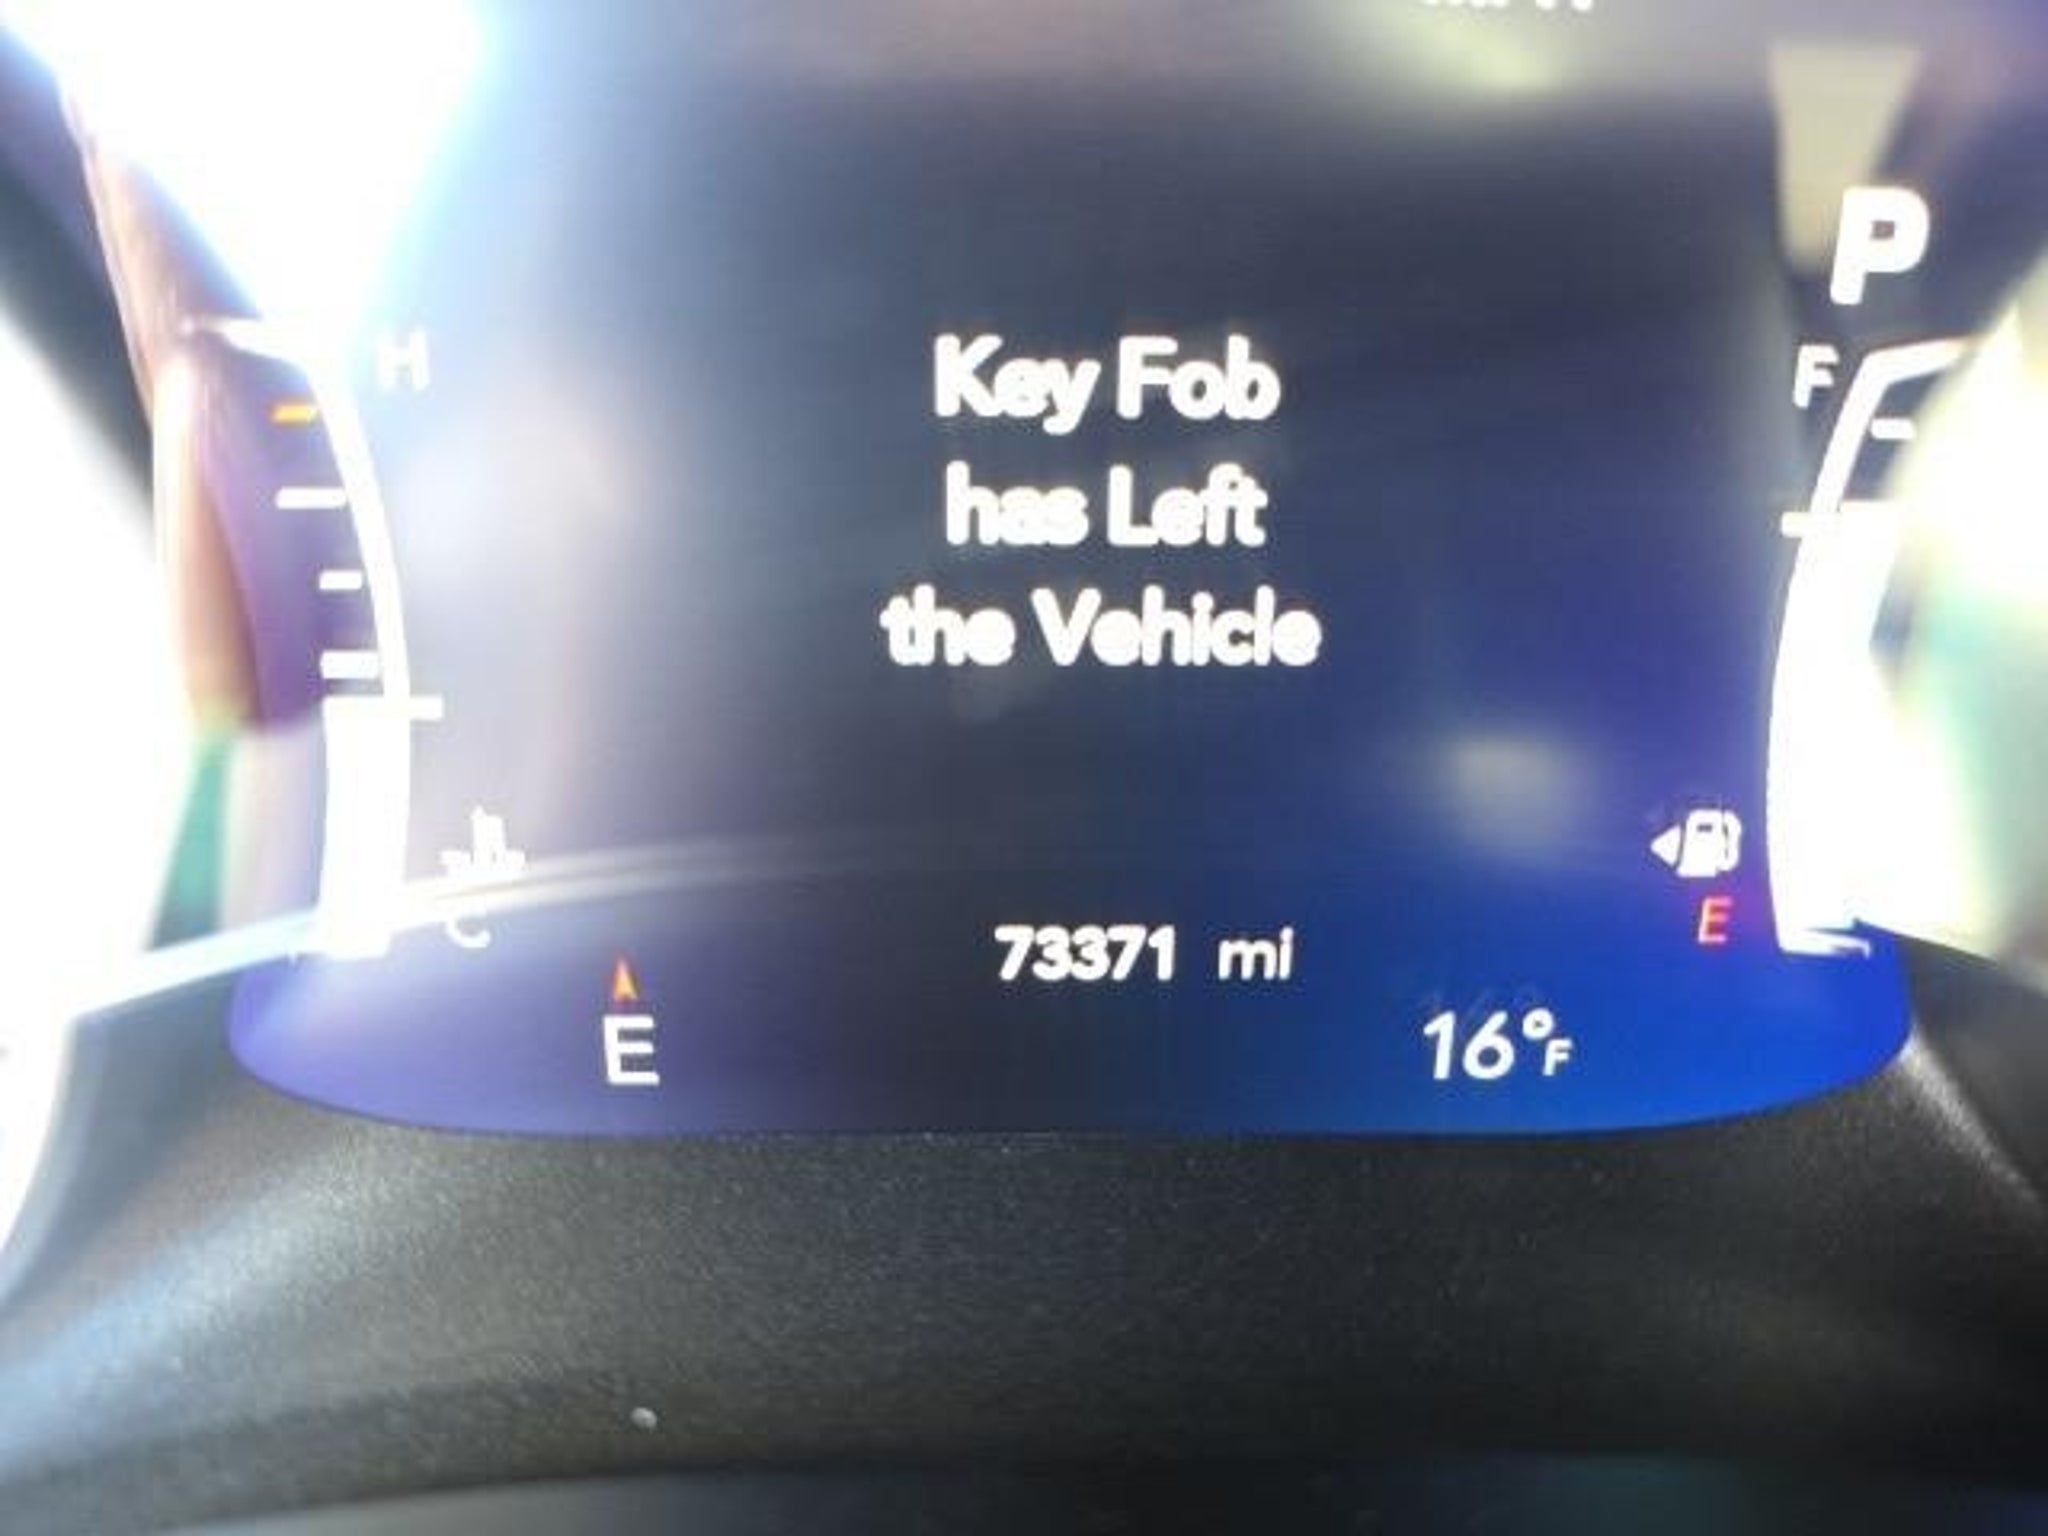 P
H
F
Key Fob
has Left
the Vehicle
E
C
73371 mi
E
16°F